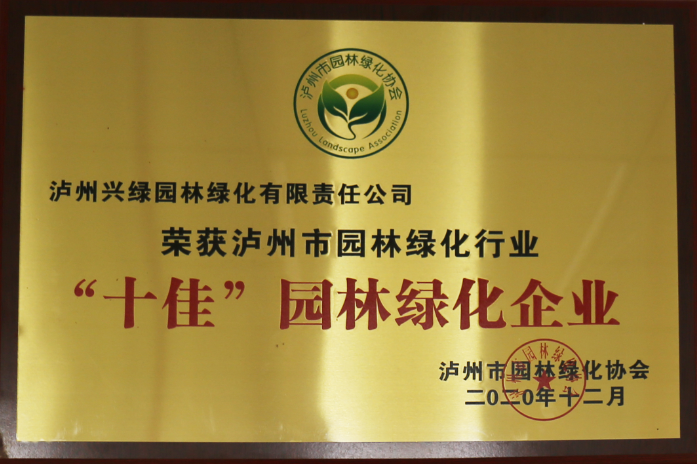 泸州市园林绿化协会
Luzhou Landscape Association
泸州兴绿园林绿化有限责任公司
荣获泸州市园林绿化行业
“十佳”园林绿化企业
泸州市园林绿化协会
二0二0年十二月